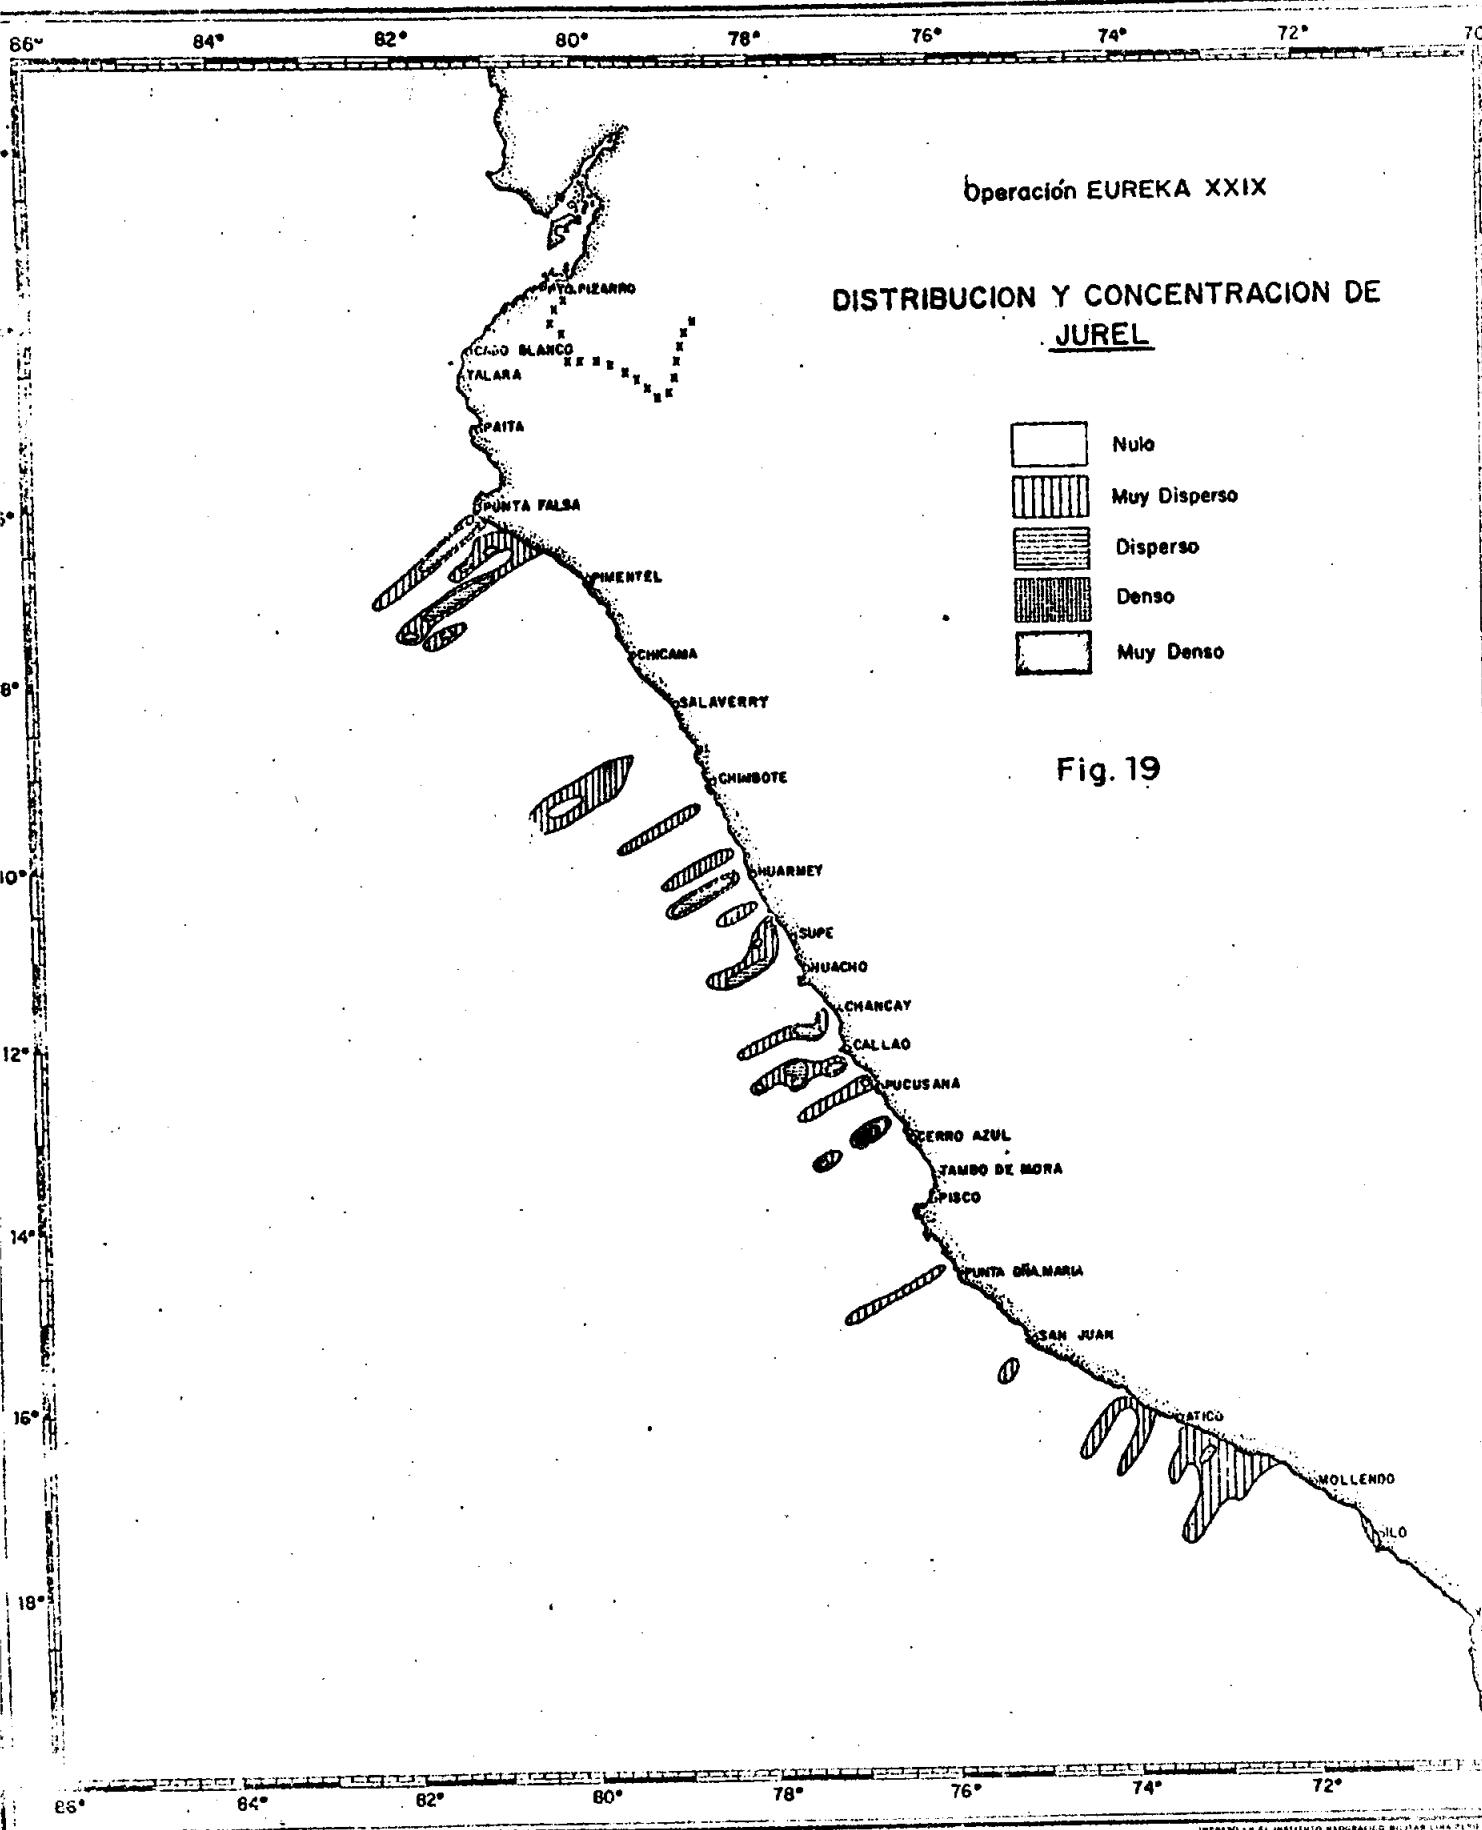 86° 84° 82° 80° 78° 76° 74° 72° 70
Operación EUREKA XXIX
DISTRIBUCION Y CONCENTRACION DE
JUREL
Nulo
Muy Disperso
Disperso
Denso
Muy Denso
Fig. 19
PTO. PIZARRO
CABO BLANCO
TALARA
PAITA
PUNTA FALSA
PIMENTEL
CHICAMA
8°
SALAVERRY
CHIMBOTE
10°
HUARMEY
SUPE
HUACHO
CHANCAY
12°
CALLAO
PUCUSANA
CERRO AZUL
TAMBO DE MORA
PISCO
14°
PUNTA DÑA. MARIA
SAN JUAN
16°
ATICO
MOLLENDO
ILO
18°
86° 84° 82° 80° 78° 76° 74° 72°